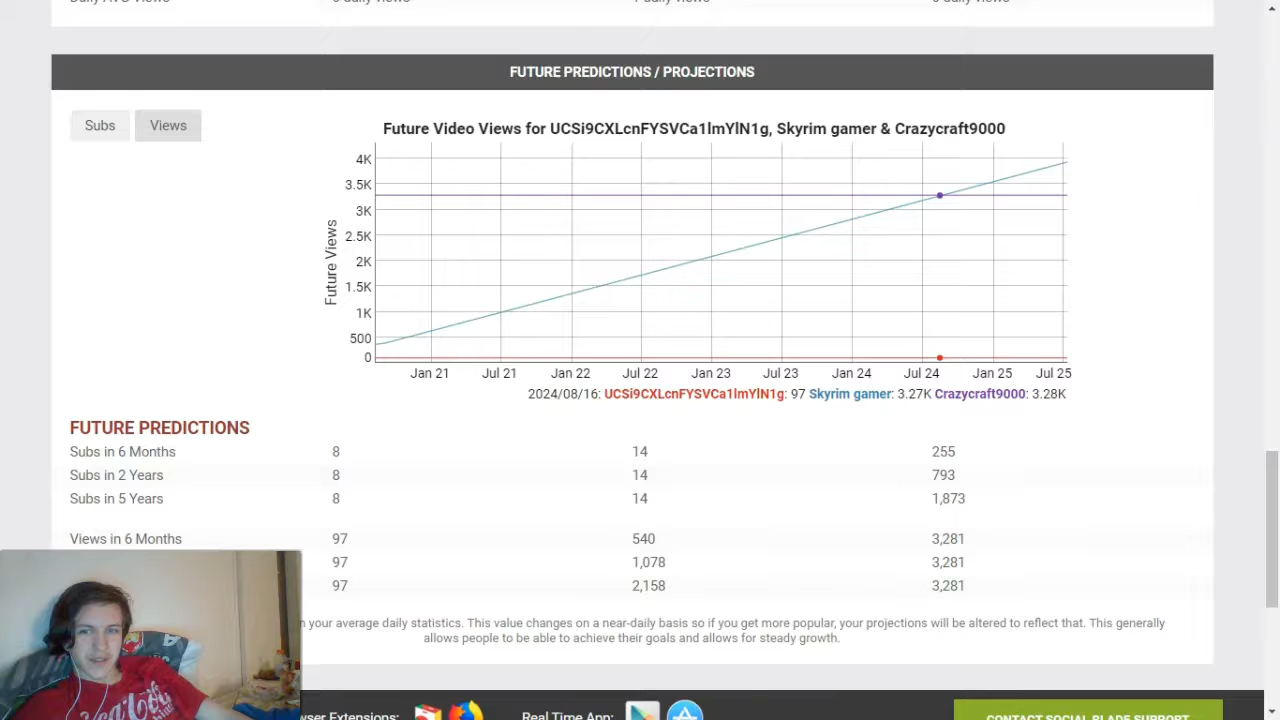 FUTURE PREDICTIONS / PROJECTIONS
Subs
Views
Future Video Views for UCSi9CXLcnFYSVCa1lmYlN1g, Skyrim gamer & Crazycraft9000
Future Views
4K
3.5K
3K
2.5K
2K
1.5K
1K
500
0
Jan 21 Jul 21 Jan 22 Jul 22 Jan 23 Jul 23 Jan 24 Jul 24 Jan 25 Jul 25
2024/08/16: UCSi9CXLcnFYSVCa1lmYlN1g: 97 Skyrim gamer: 3.27K Crazycraft9000: 3.28K
FUTURE PREDICTIONS
Subs in 6 Months 8 14 255
Subs in 2 Years 8 14 793
Subs in 5 Years 8 14 1,873
Views in 6 Months 97 540 3,281
97 1,078 3,281
97 2,158 3,281
your average daily statistics. This value changes on a near-daily basis so if you get more popular, your projections will be altered to reflect that. This generally
allows people to be able to achieve their goals and allows for steady growth.
Extensions:
Real Time App:
CONTACT SOCIAL BLADE SUPPORT